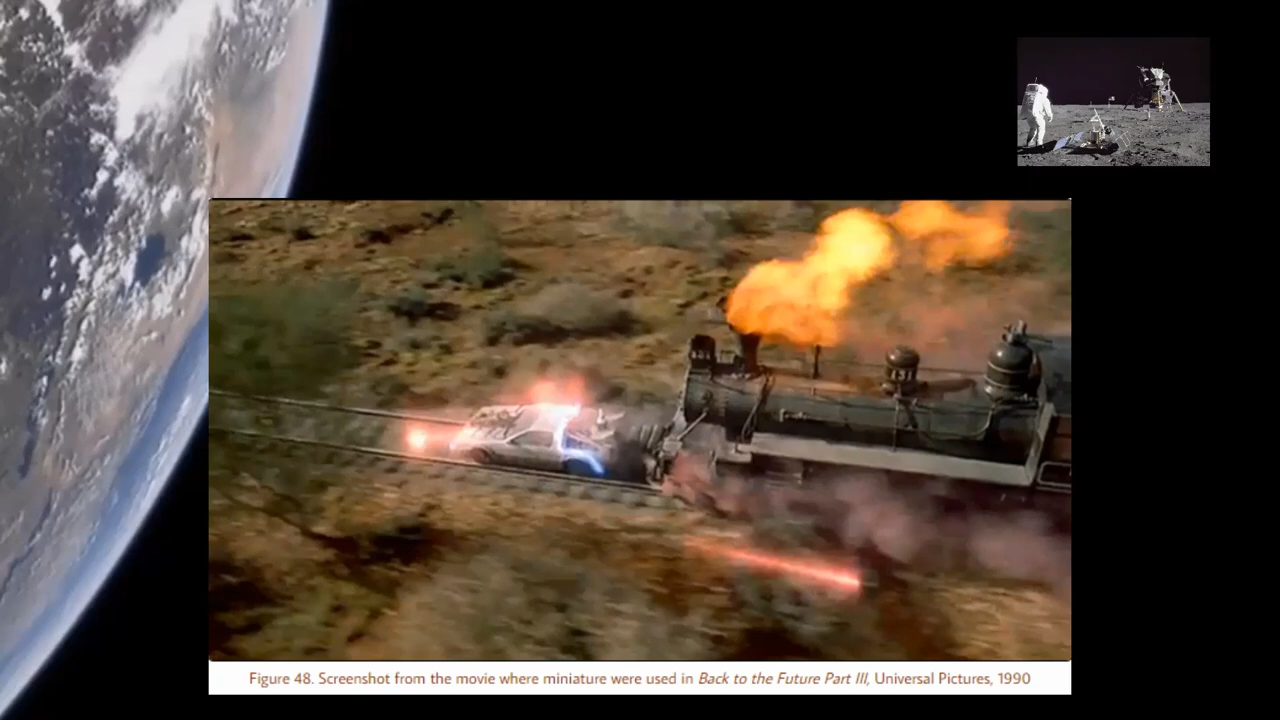 131
Figure 48. Screenshot from the movie where miniature were used in Back to the Future Part III, Universal Pictures, 1990